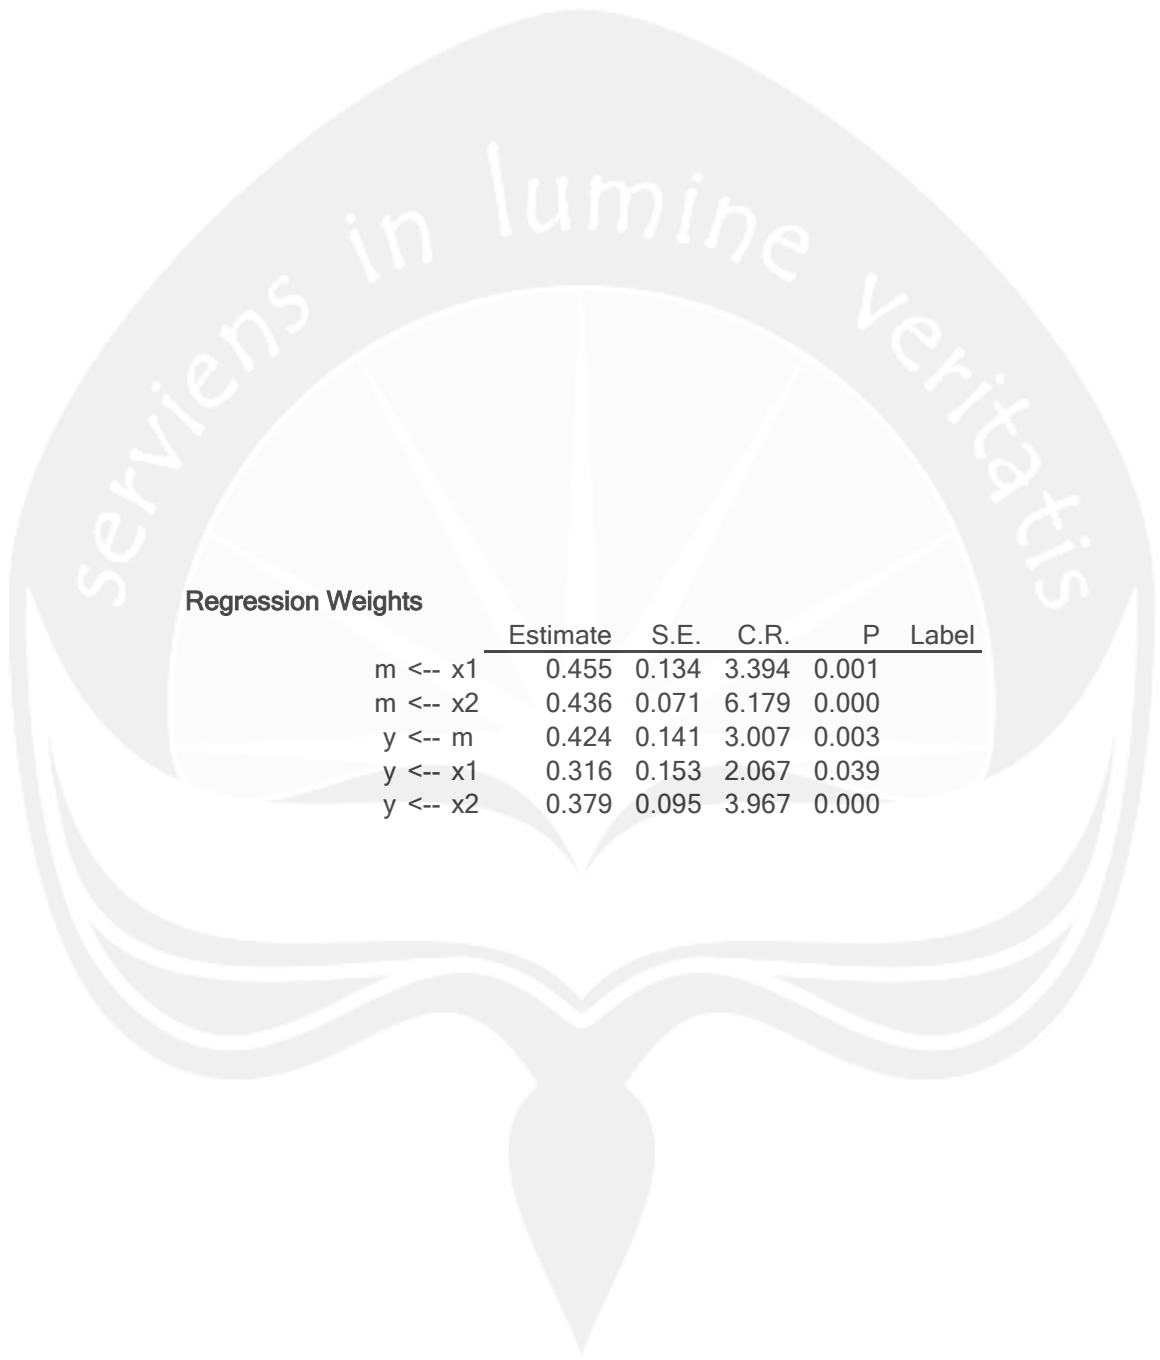 serviens in lumine veritatis
Regression Weights
Estimate S.E. C.R. P Label
m <-- x1 0.455 0.134 3.394 0.001
m <-- x2 0.436 0.071 6.179 0.000
y <-- m 0.424 0.141 3.007 0.003
y <-- x1 0.316 0.153 2.067 0.039
y <-- x2 0.379 0.095 3.967 0.000